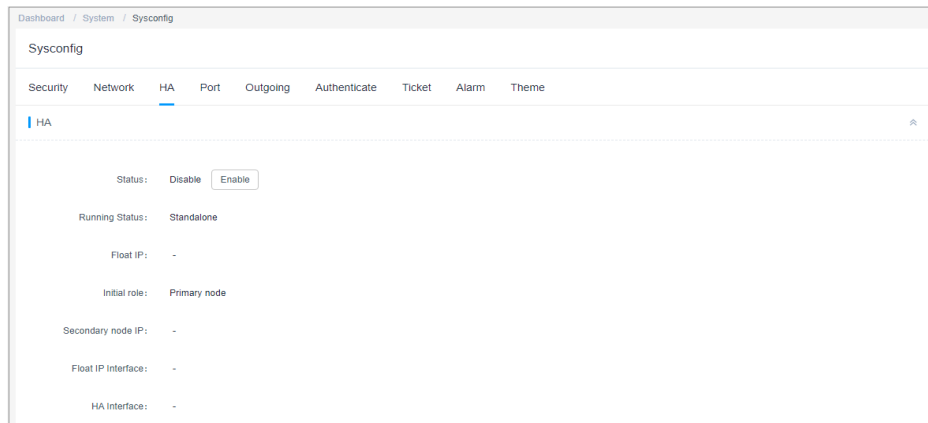 Dashboard / System / Sysconfig
Sysconfig
Security Network HA Port Outgoing Authenticate Ticket Alarm Theme
HA
Status: Disable Enable
Running Status: Standalone
Float IP: -
Initial role: Primary node
Secondary node IP: -
Float IP Interface: -
HA Interface: -